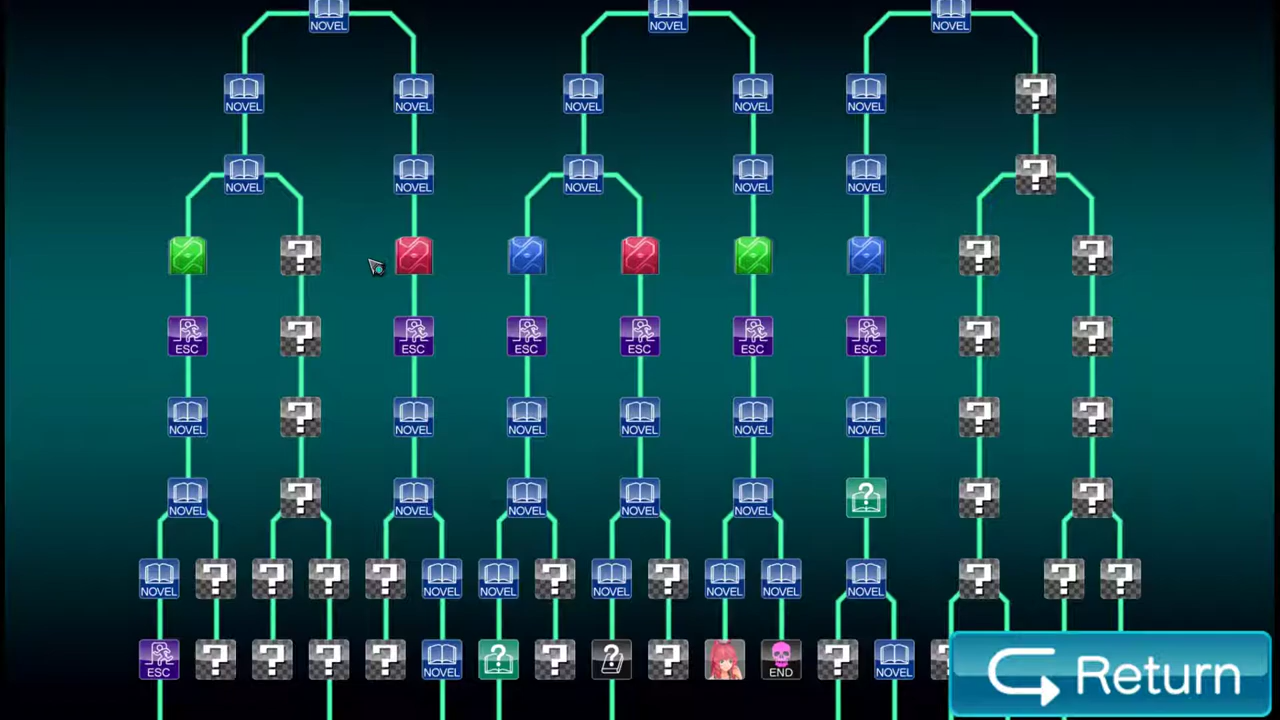 NOVEL NOVEL NOVEL
NOVEL NOVEL NOVEL NOVEL NOVEL ?
NOVEL NOVEL NOVEL NOVEL NOVEL ?
? ? ?
ESC ? ESC ESC ESC ESC ESC ? ?
NOVEL ? NOVEL NOVEL NOVEL NOVEL NOVEL ? ?
NOVEL ? NOVEL NOVEL NOVEL NOVEL ? ? ?
NOVEL ? ? ? ? NOVEL NOVEL ? NOVEL ? NOVEL NOVEL NOVEL ? ? ?
ESC ? ? ? ? NOVEL ? ? ? ? END ? NOVEL
Return